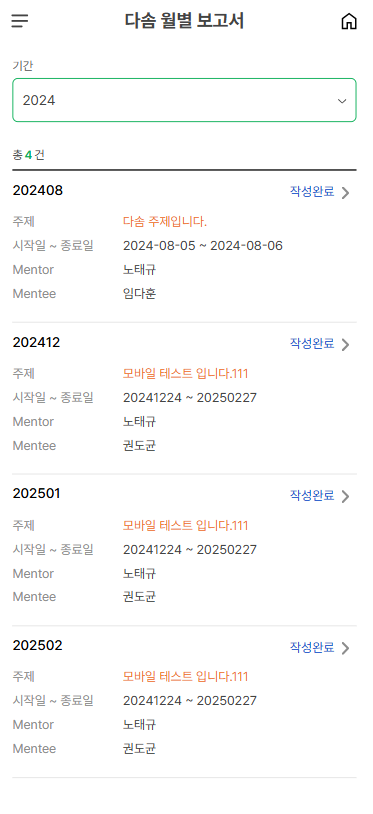 다솜 월별 보고서
기간
2024
총 4 건
202408 작성완료
주제 다솜 주제입니다.
시작일 ~ 종료일 2024-08-05 ~ 2024-08-06
Mentor 노태규
Mentee 임다훈
202412 작성완료
주제 모바일 테스트 입니다.111
시작일 ~ 종료일 20241224 ~ 20250227
Mentor 노태규
Mentee 권도균
202501 작성완료
주제 모바일 테스트 입니다.111
시작일 ~ 종료일 20241224 ~ 20250227
Mentor 노태규
Mentee 권도균
202502 작성완료
주제 모바일 테스트 입니다.111
시작일 ~ 종료일 20241224 ~ 20250227
Mentor 노태규
Mentee 권도균